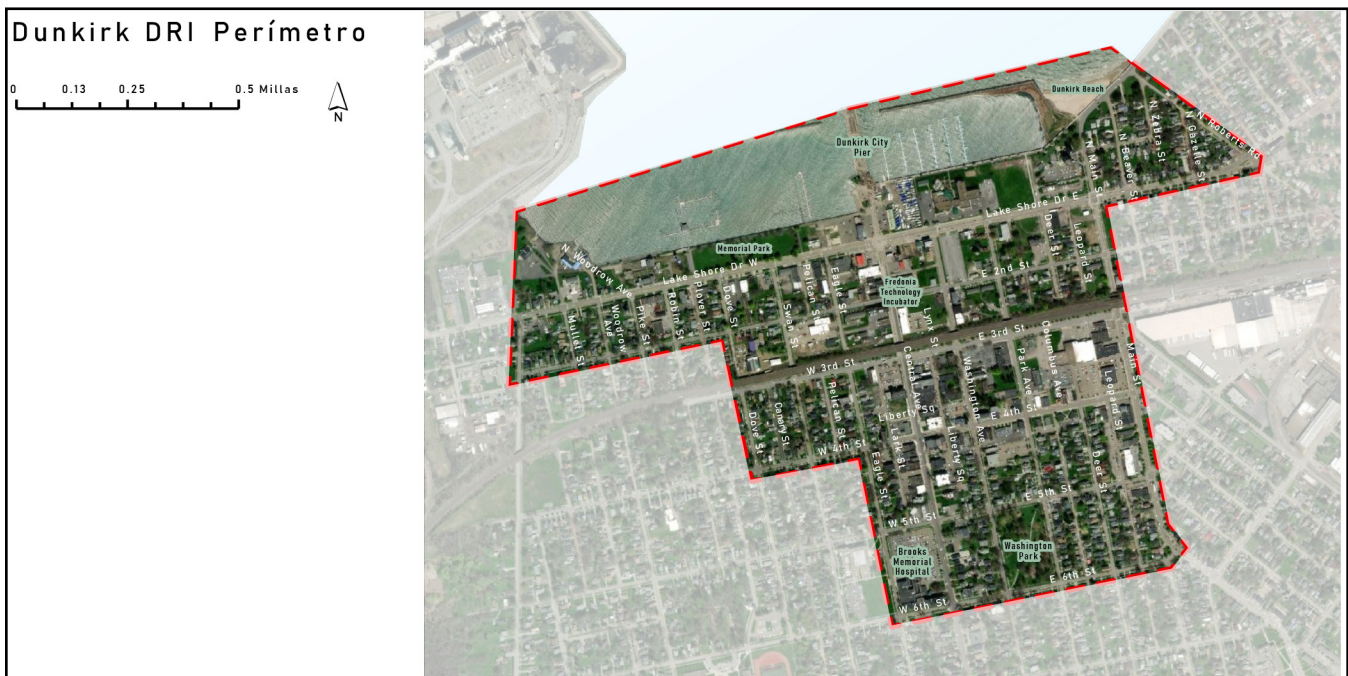 Dunkirk DRI Perímetro
0 0.13 0.25 0.5 Millas
N
Dunkirk Beach
Dunkirk City
Pier
N Roberts Rd
N Zebra St
N Gazelle St
N Beaver St
N Main St
Lake Shore Dr E
Memorial Park
Lake Shore Dr W
N Woodrow Ave
Deer St
Leopard St
E 2nd St
Fredonia
Technology
Incubator
Eagle St
Pelican St
Swan St
Dove St
Plover St
Robin St
Pike St
Woodrow
Ave
Mullet St
Lynx St
E 3rd St
W 3rd St
Central Ave
Washington Ave
Park Ave
Columbus Ave
Main St
Leopard St
Liberty Sq
E 4th St
Pelican St
Canary St
Dove St
W 4th St
Eagle St
Lark St
Liberty Sq
Deer St
E 5th St
W 5th St
Brooks
Memorial
Hospital
Washington
Park
E 6th St
W 6th St